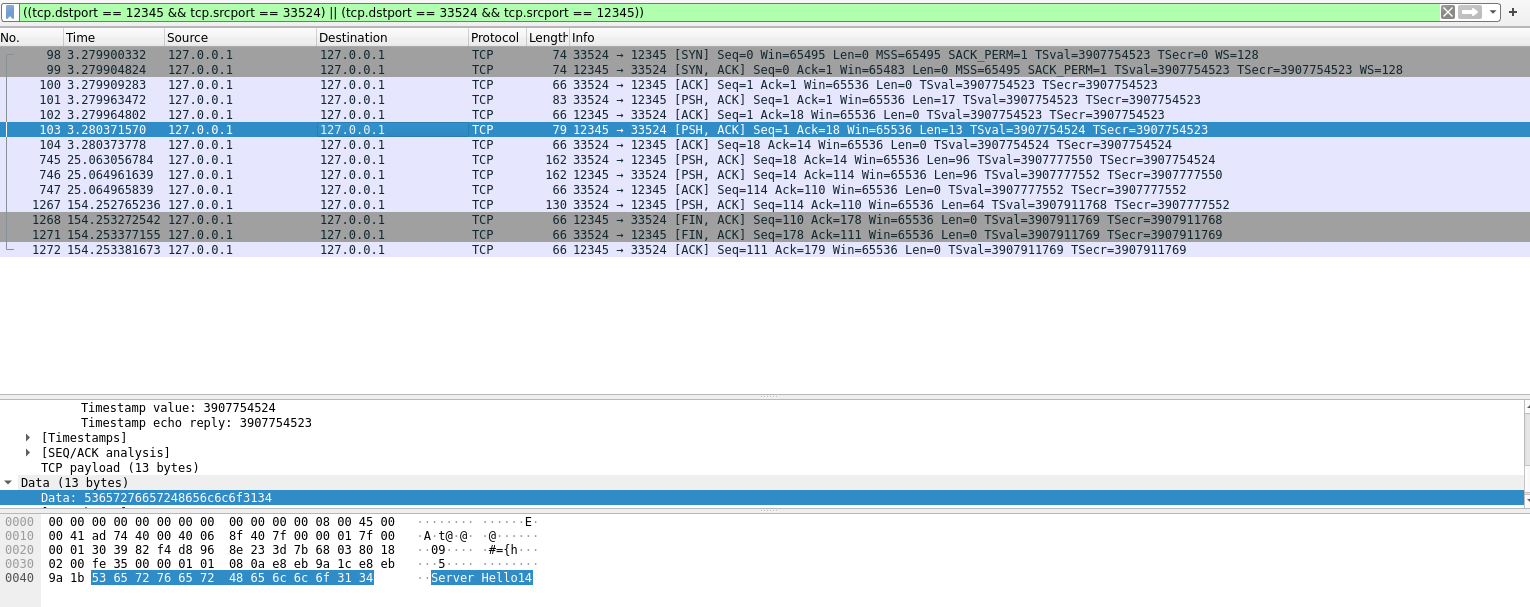 ((tcp.dstport == 12345 && tcp.srcport == 33524) || (tcp.dstport == 33524 && tcp.srcport == 12345))
No. Time Source Destination Protocol Length Info
98 3.279900332 127.0.0.1 127.0.0.1 TCP 74 33524 → 12345 [SYN] Seq=0 Win=65495 Len=0 MSS=65495 SACK_PERM=1 TSval=3907754523 TSecr=0 WS=128
99 3.279904824 127.0.0.1 127.0.0.1 TCP 74 12345 → 33524 [SYN, ACK] Seq=0 Ack=1 Win=65483 Len=0 MSS=65495 SACK_PERM=1 TSval=3907754523 TSecr=3907754523 WS=128
100 3.279909283 127.0.0.1 127.0.0.1 TCP 66 33524 → 12345 [ACK] Seq=1 Ack=1 Win=65536 Len=0 TSval=3907754523 TSecr=3907754523
101 3.279963472 127.0.0.1 127.0.0.1 TCP 83 33524 → 12345 [PSH, ACK] Seq=1 Ack=1 Win=65536 Len=17 TSval=3907754523 TSecr=3907754523
102 3.279964802 127.0.0.1 127.0.0.1 TCP 66 12345 → 33524 [ACK] Seq=1 Ack=18 Win=65536 Len=0 TSval=3907754523 TSecr=3907754523
103 3.280371570 127.0.0.1 127.0.0.1 TCP 79 12345 → 33524 [PSH, ACK] Seq=1 Ack=18 Win=65536 Len=13 TSval=3907754524 TSecr=3907754523
104 3.280373778 127.0.0.1 127.0.0.1 TCP 66 33524 → 12345 [ACK] Seq=18 Ack=14 Win=65536 Len=0 TSval=3907754524 TSecr=3907754524
745 25.063056784 127.0.0.1 127.0.0.1 TCP 162 33524 → 12345 [PSH, ACK] Seq=18 Ack=14 Win=65536 Len=96 TSval=3907777550 TSecr=3907754524
746 25.064961639 127.0.0.1 127.0.0.1 TCP 162 12345 → 33524 [PSH, ACK] Seq=14 Ack=114 Win=65536 Len=96 TSval=3907777552 TSecr=3907777550
747 25.064965839 127.0.0.1 127.0.0.1 TCP 66 33524 → 12345 [ACK] Seq=114 Ack=110 Win=65536 Len=0 TSval=3907777552 TSecr=3907777552
1267 154.252765236 127.0.0.1 127.0.0.1 TCP 130 33524 → 12345 [PSH, ACK] Seq=114 Ack=110 Win=65536 Len=64 TSval=3907911768 TSecr=3907777552
1268 154.253272542 127.0.0.1 127.0.0.1 TCP 66 12345 → 33524 [FIN, ACK] Seq=110 Ack=178 Win=65536 Len=0 TSval=3907911769 TSecr=3907911768
1271 154.253377155 127.0.0.1 127.0.0.1 TCP 66 33524 → 12345 [FIN, ACK] Seq=178 Ack=111 Win=65536 Len=0 TSval=3907911769 TSecr=3907911769
1272 154.253381673 127.0.0.1 127.0.0.1 TCP 66 12345 → 33524 [ACK] Seq=111 Ack=179 Win=65536 Len=0 TSval=3907911769 TSecr=3907911769
Timestamp value: 3907754524
Timestamp echo reply: 3907754523
[Timestamps]
[SEQ/ACK analysis]
TCP payload (13 bytes)
Data (13 bytes)
Data: 53657276657248656c6c6f3134
0000 00 00 00 00 00 00 00 00 00 00 00 00 08 00 45 00 ········ ······E·
0010 00 41 ad 74 40 00 40 06 8f 40 7f 00 00 01 7f 00 ·A·t@·@· ·@······
0020 00 01 30 39 82 f4 d8 96 8e 23 3d 7b 68 03 80 18 ··09···· ·#={h···
0030 02 00 fe 35 00 00 01 01 08 0a e8 eb 9a 1c e8 eb ···5···· ········
0040 9a 1b 53 65 72 76 65 72 48 65 6c 6c 6f 31 34 ··Server Hello14